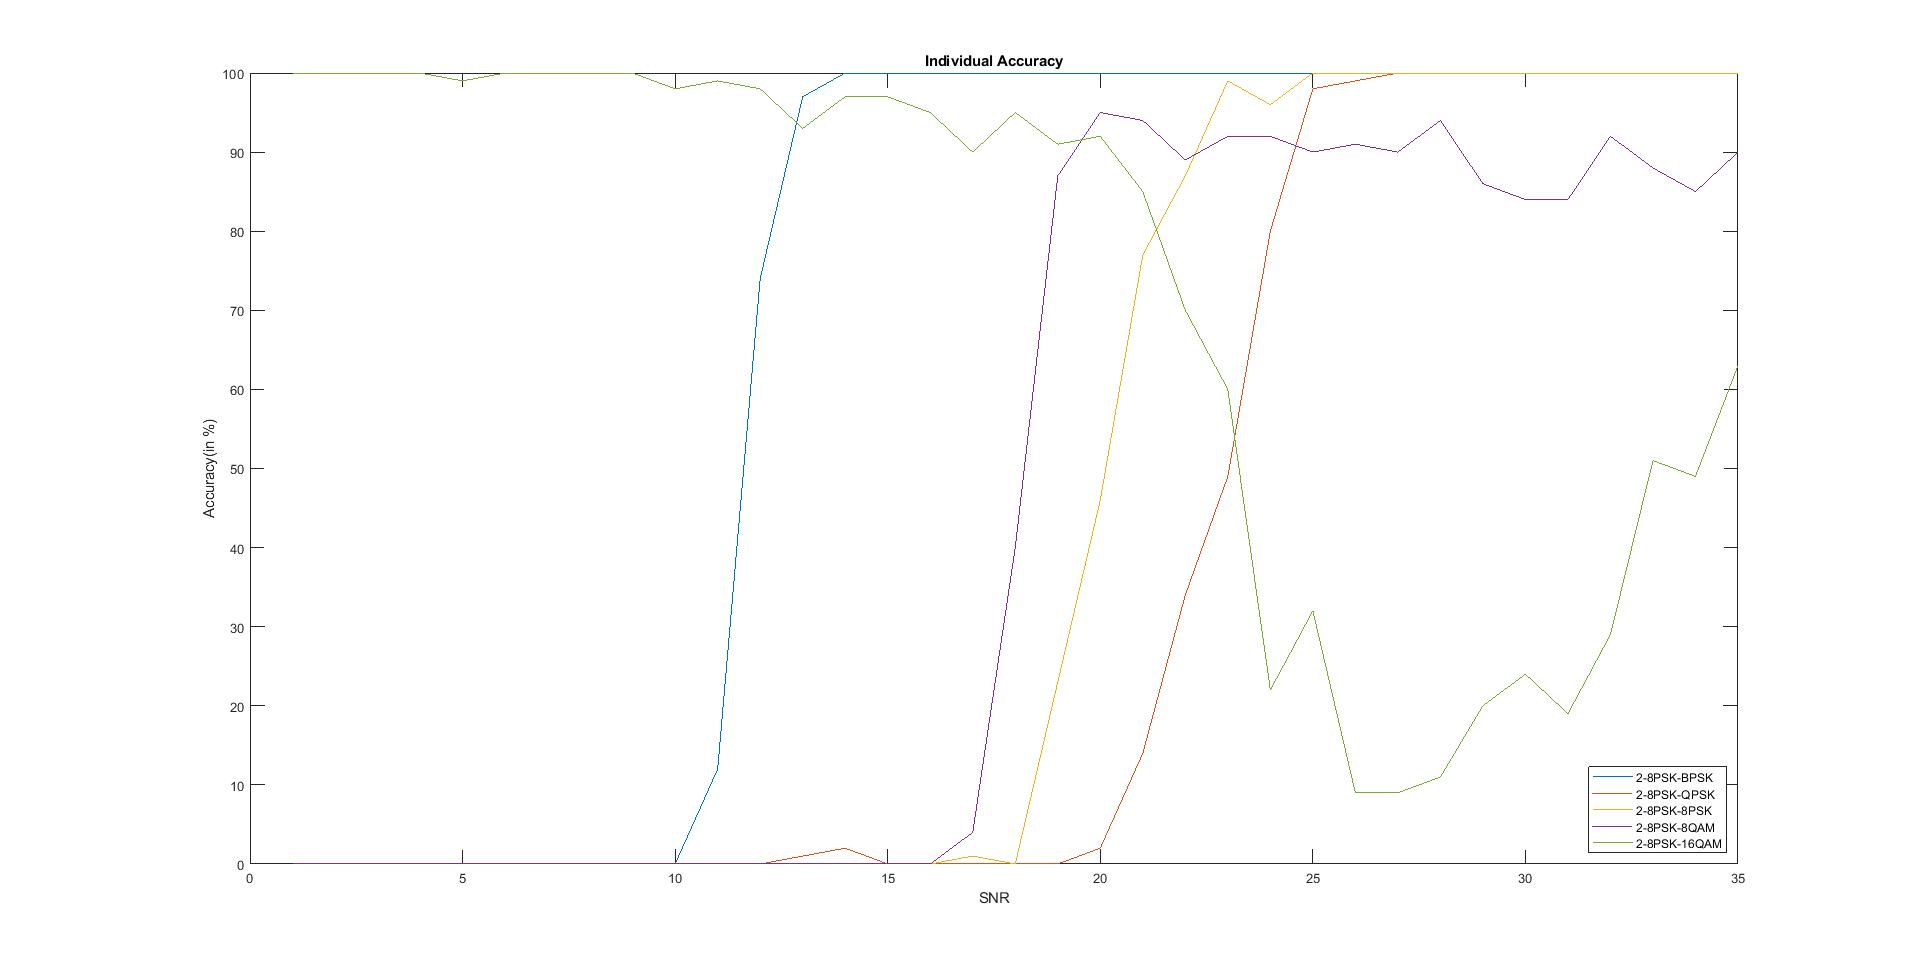 Individual Accuracy
100
90
80
70
60
50
40
30
20
10
0
Accuracy(in %)
0 5 10 15 20 25 30 35
SNR
2-8PSK-BPSK
2-8PSK-QPSK
2-8PSK-8PSK
2-8PSK-8QAM
2-8PSK-16QAM